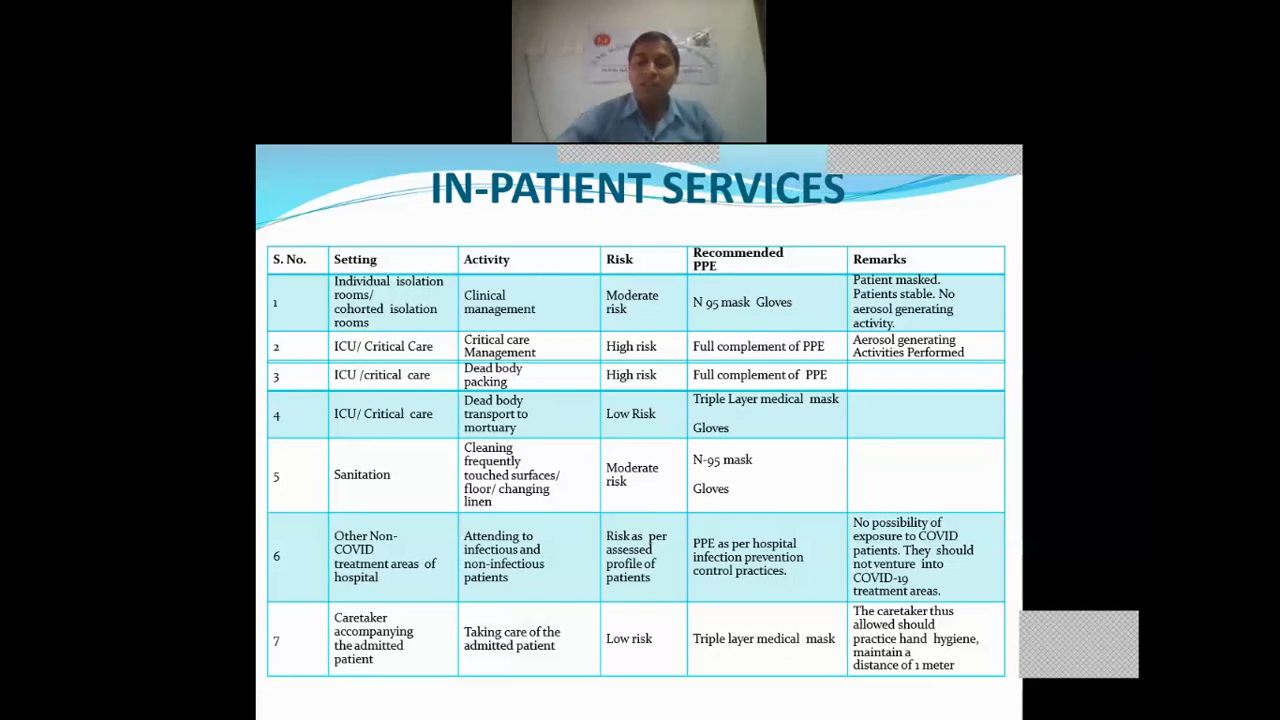 IN-PATIENT SERVICES
S. No.
Setting
Activity
Risk
Recommended
PPE
Remarks
1
Individual isolation
rooms/
cohorted isolation
rooms
Clinical
management
Moderate
risk
N 95 mask Gloves
Patient masked.
Patients stable. No
aerosol generating
activity.
2
ICU/ Critical Care
Critical care
Management
High risk
Full complement of PPE
Aerosol generating
Activities Performed
3
ICU /critical care
Dead body
packing
High risk
Full complement of PPE
4
ICU/ Critical care
Dead body
transport to
mortuary
Low Risk
Triple Layer medical mask
Gloves
5
Sanitation
Cleaning
frequently
touched surfaces/
floor/ changing
linen
Moderate
risk
N-95 mask
Gloves
6
Other Non-
COVID
treatment areas of
hospital
Attending to
infectious and
non-infectious
patients
Risk as per
assessed
profile of
patients
PPE as per hospital
infection prevention
control practices.
No possibility of
exposure to COVID
patients. They should
not venture into
COVID-19
treatment areas.
7
Caretaker
accompanying
the admitted
patient
Taking care of the
admitted patient
Low risk
Triple layer medical mask
The caretaker thus
allowed should
practice hand hygiene,
maintain a
distance of 1 meter